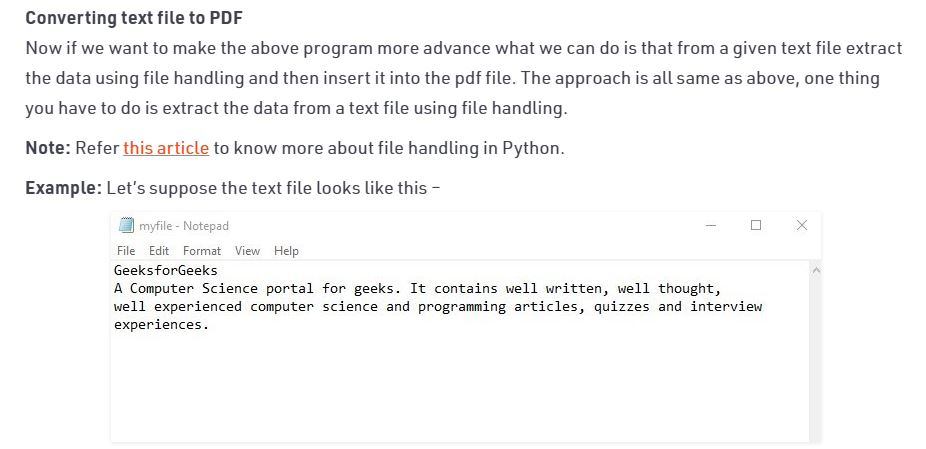 Converting text file to PDF
Now if we want to make the above program more advance what we can do is that from a given text file extract
the data using file handling and then insert it into the pdf file. The approach is all same as above, one thing
you have to do is extract the data from a text file using file handling.
Note: Refer this article to know more about file handling in Python.
Example: Let's suppose the text file looks like this –
myfile - Notepad
File Edit Format View Help
GeeksforGeeks
A Computer Science portal for geeks. It contains well written, well thought,
well experienced computer science and programming articles, quizzes and interview
experiences.